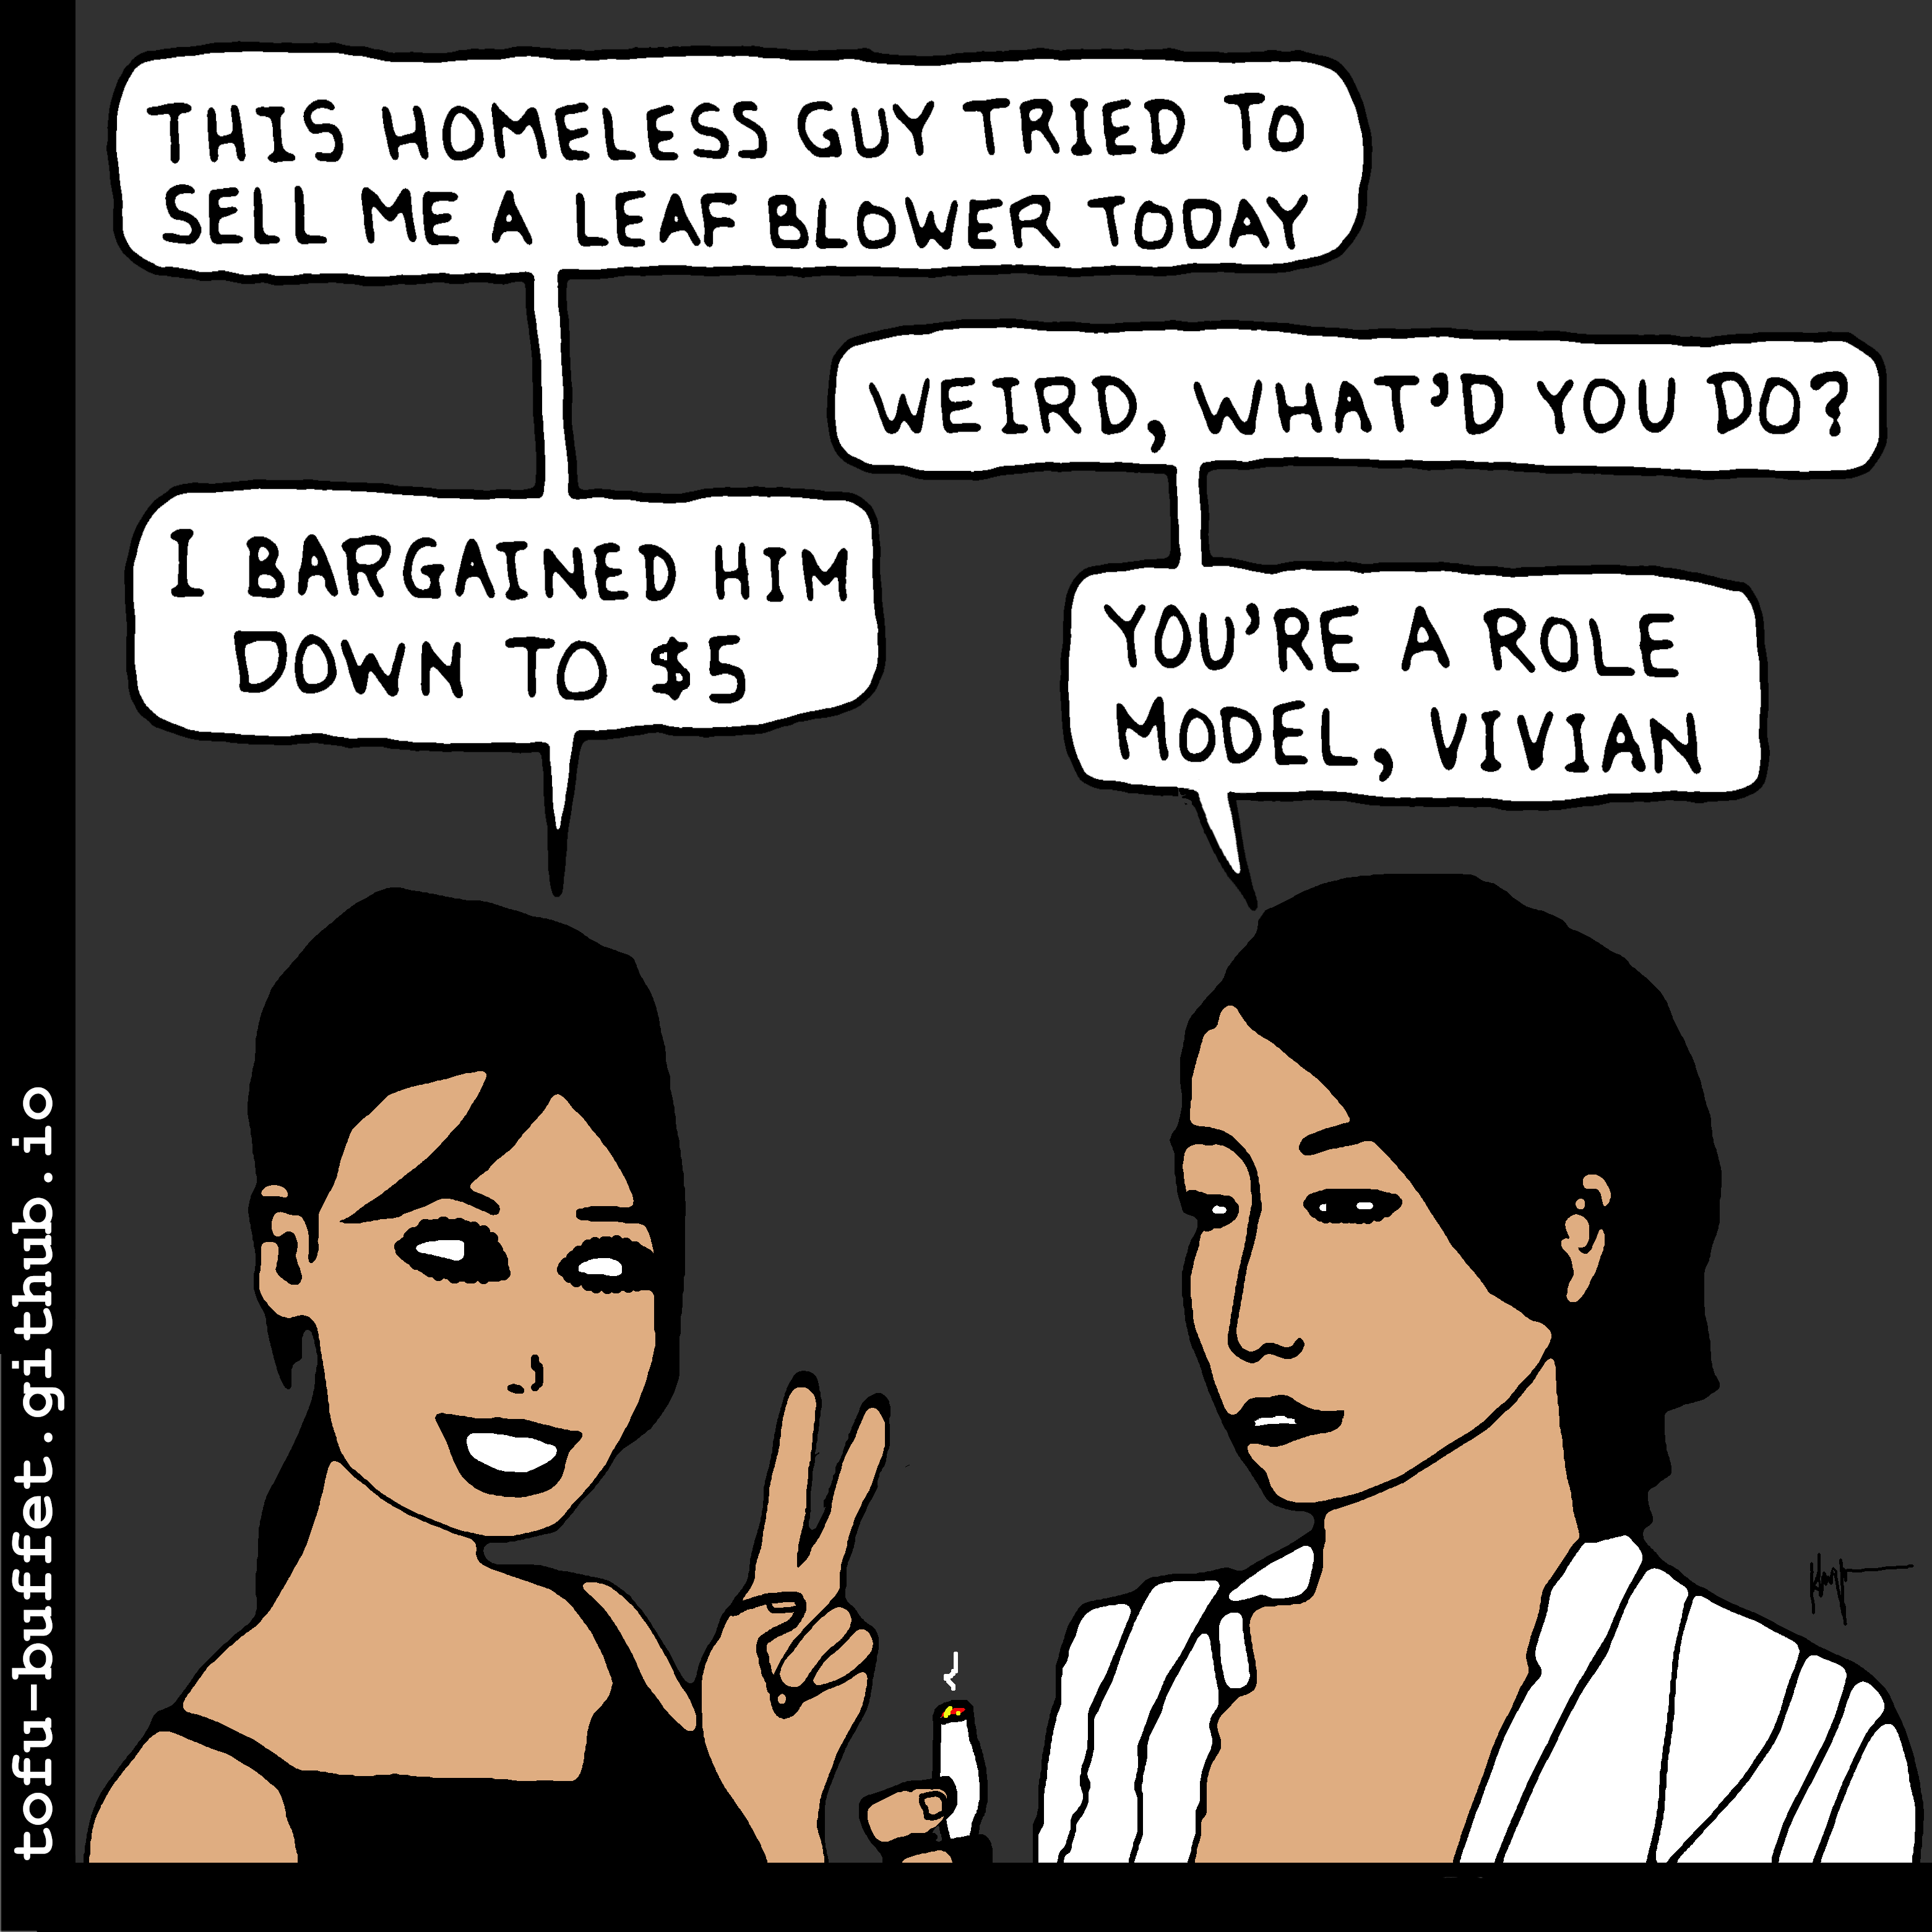 THIS HOMELESS GUY TRIED TO
SELL ME A LEAF BLOWER TODAY
WEIRD, WHAT'D YOU DO?
I BARGAINED HIM
DOWN TO $5
YOU'RE A ROLE
MODEL, VIVIAN
tofu-buffet.github.io